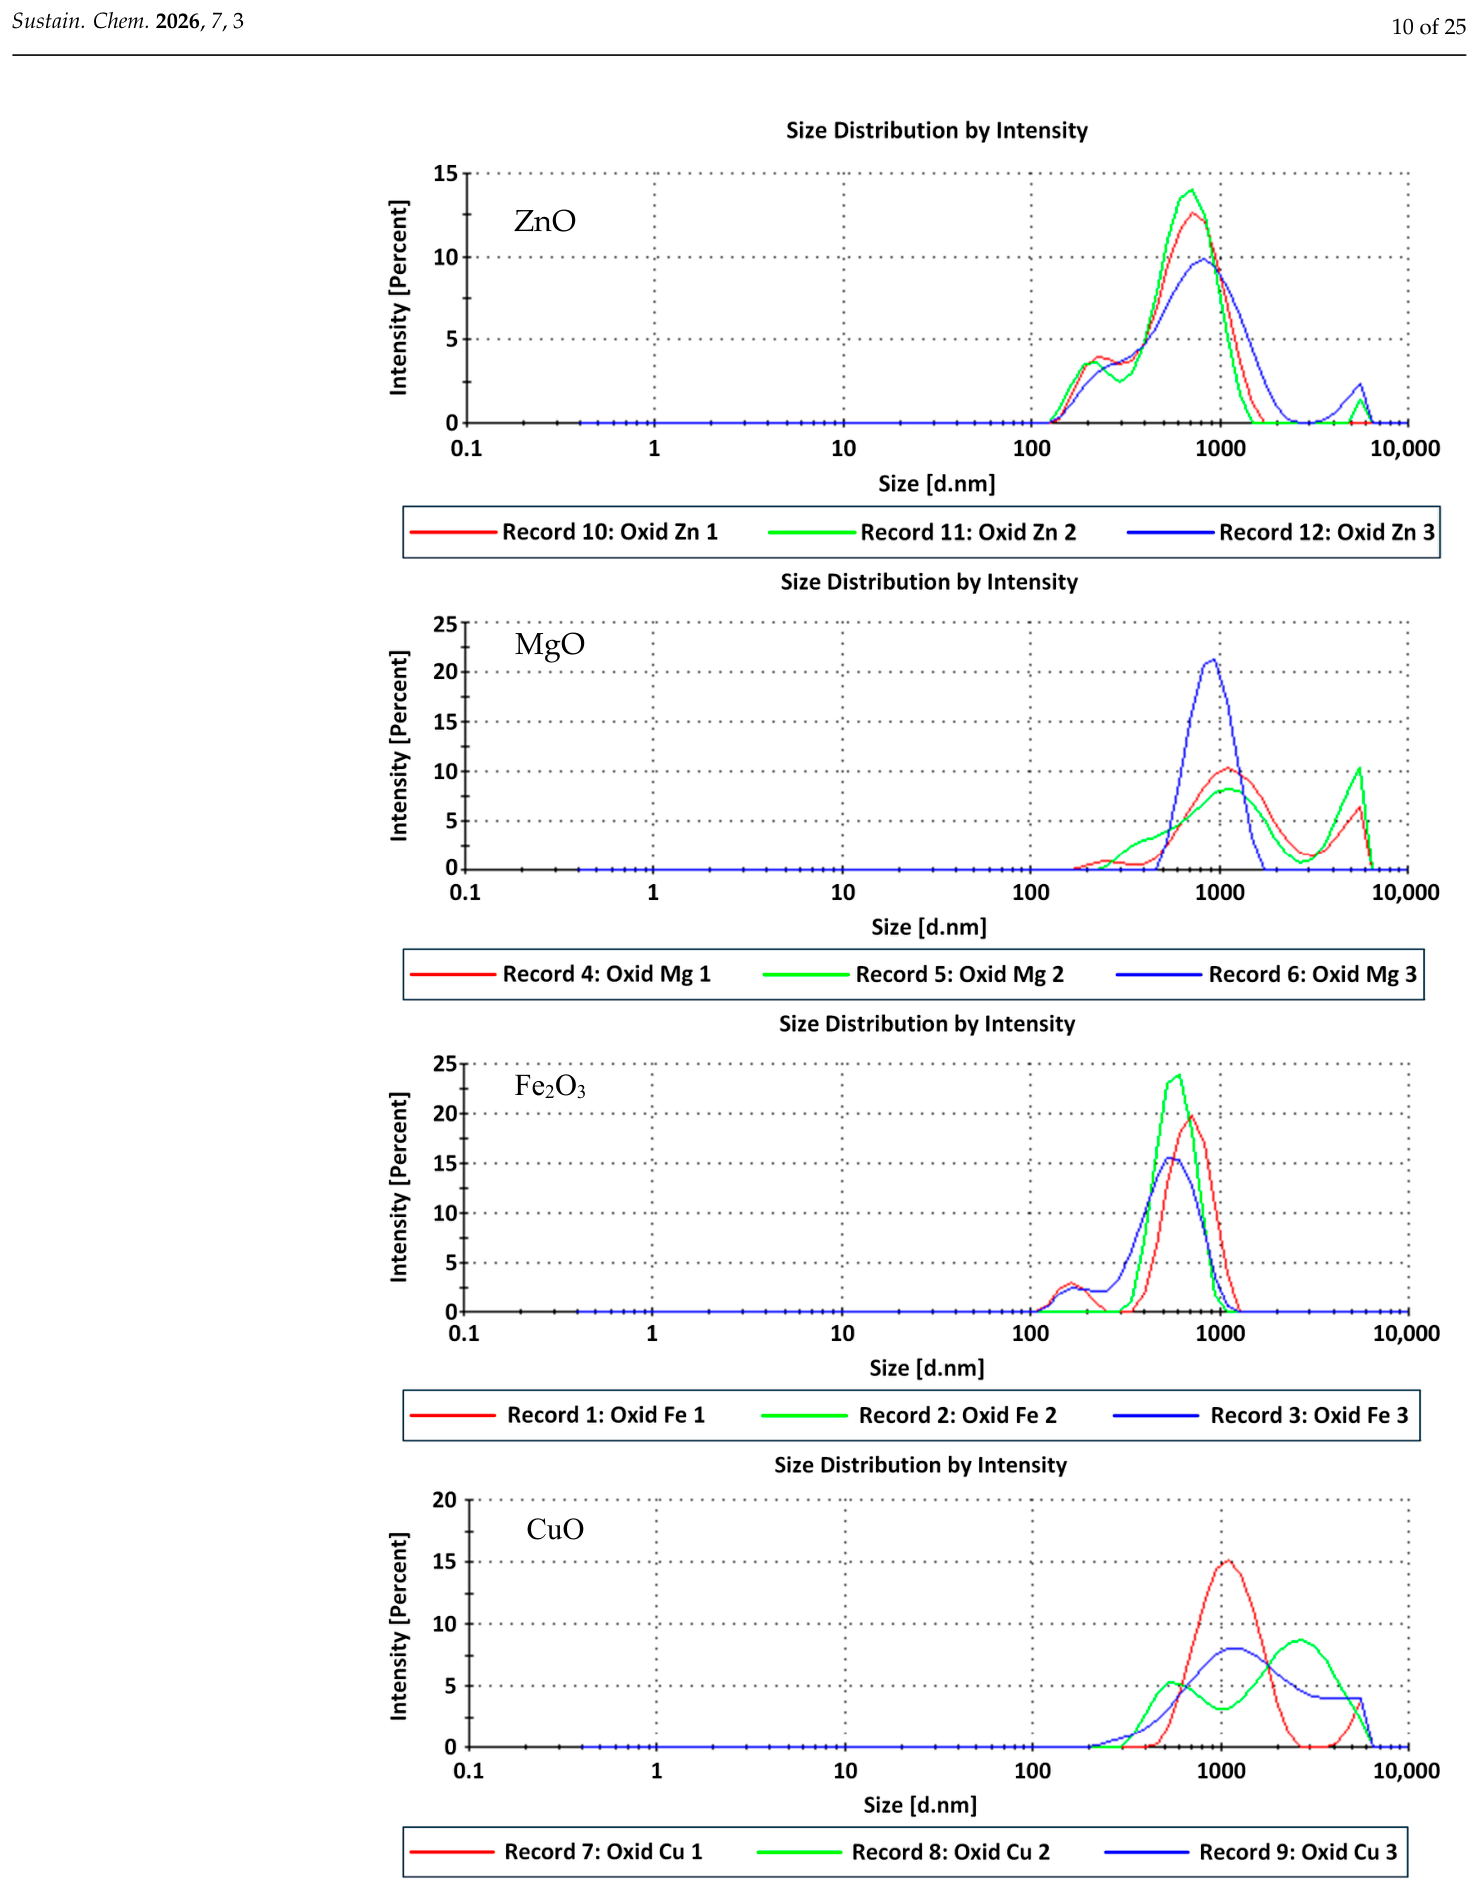 Sustain. Chem. 2026, 7, 3
10 of 25
Size Distribution by Intensity
ZnO
Intensity [Percent]
15
10
5
0
0.1 1 10 100 1000 10,000
Size [d.nm]
Record 10: Oxid Zn 1 Record 11: Oxid Zn 2 Record 12: Oxid Zn 3
Size Distribution by Intensity
MgO
Intensity [Percent]
25
20
15
10
5
0
0.1 1 10 100 1000 10,000
Size [d.nm]
Record 4: Oxid Mg 1 Record 5: Oxid Mg 2 Record 6: Oxid Mg 3
Size Distribution by Intensity
Fe₂O₃
Intensity [Percent]
25
20
15
10
5
0
0.1 1 10 100 1000 10,000
Size [d.nm]
Record 1: Oxid Fe 1 Record 2: Oxid Fe 2 Record 3: Oxid Fe 3
Size Distribution by Intensity
CuO
Intensity [Percent]
20
15
10
5
0
0.1 1 10 100 1000 10,000
Size [d.nm]
Record 7: Oxid Cu 1 Record 8: Oxid Cu 2 Record 9: Oxid Cu 3